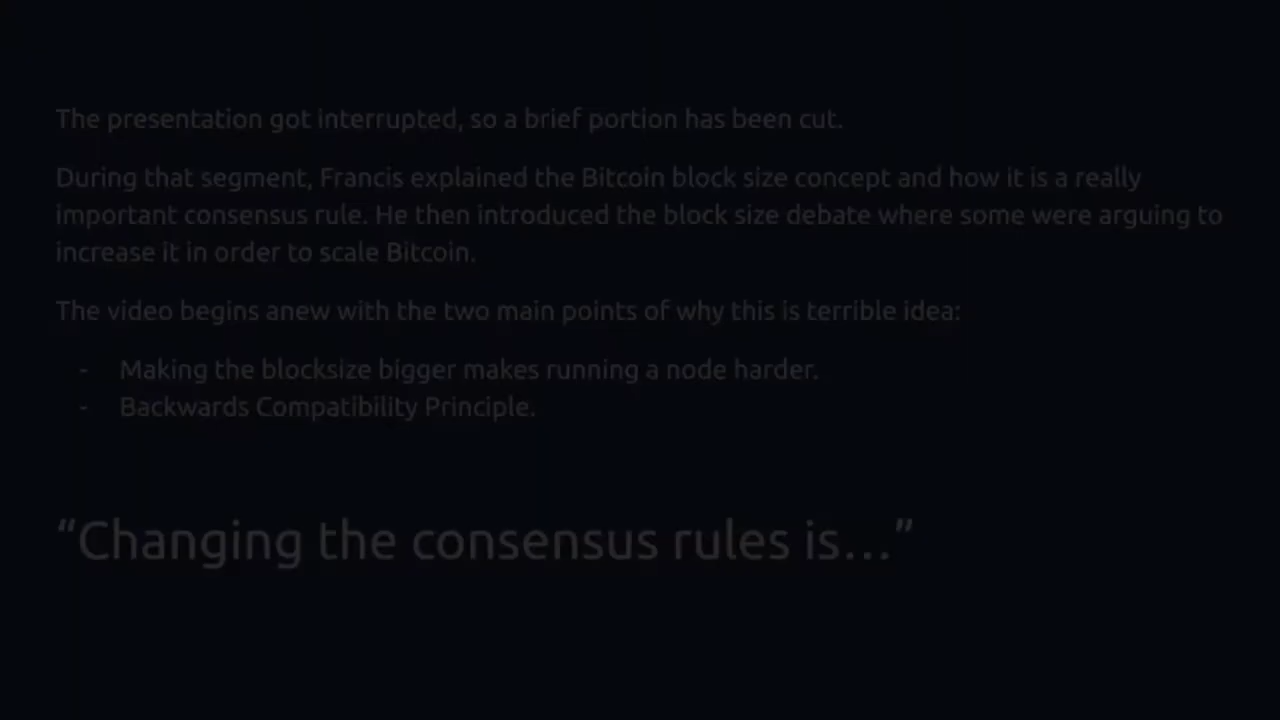 The presentation got interrupted, so a brief portion has been cut.
During that segment, Francis explained the Bitcoin block size concept and how it is a really
important consensus rule. He then introduced the block size debate where some were arguing to
increase it in order to scale Bitcoin.
The video begins anew with the two main points of why this is terrible idea:
- Making the blocksize bigger makes running a node harder.
- Backwards Compatibility Principle.
“Changing the consensus rules is...”